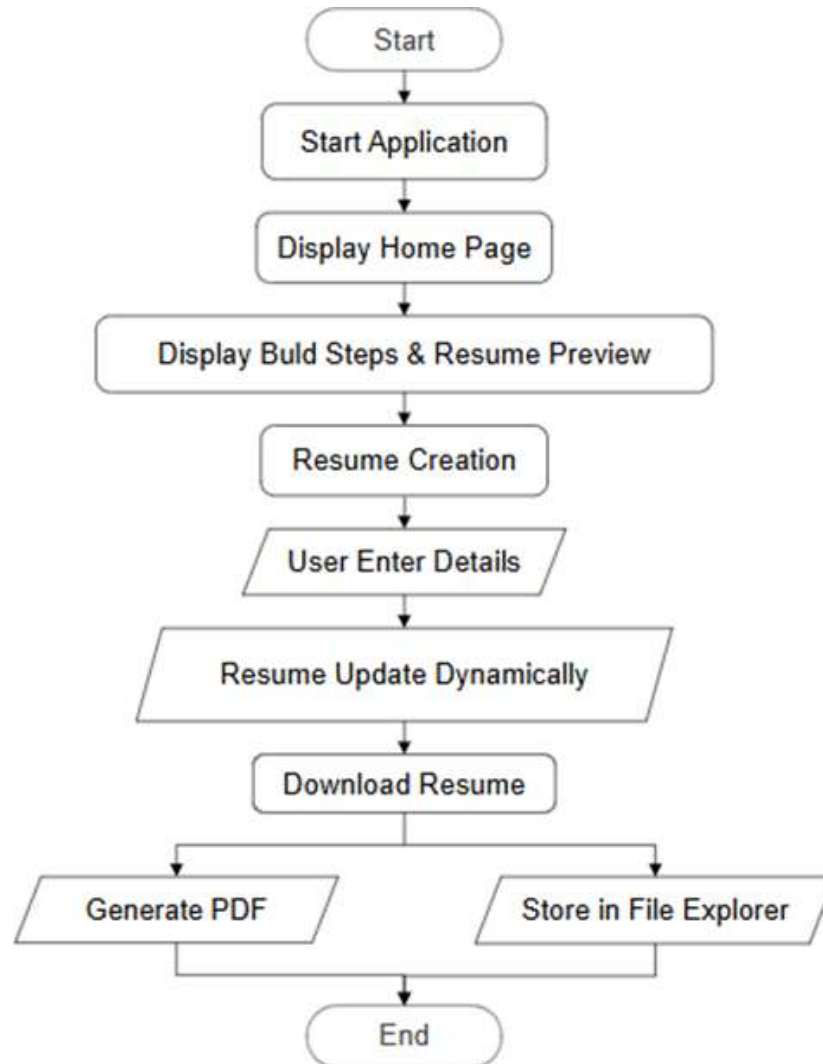 Start
Start Application
Display Home Page
Display Buld Steps & Resume Preview
Resume Creation
User Enter Details
Resume Update Dynamically
Download Resume
Generate PDF
Store in File Explorer
End